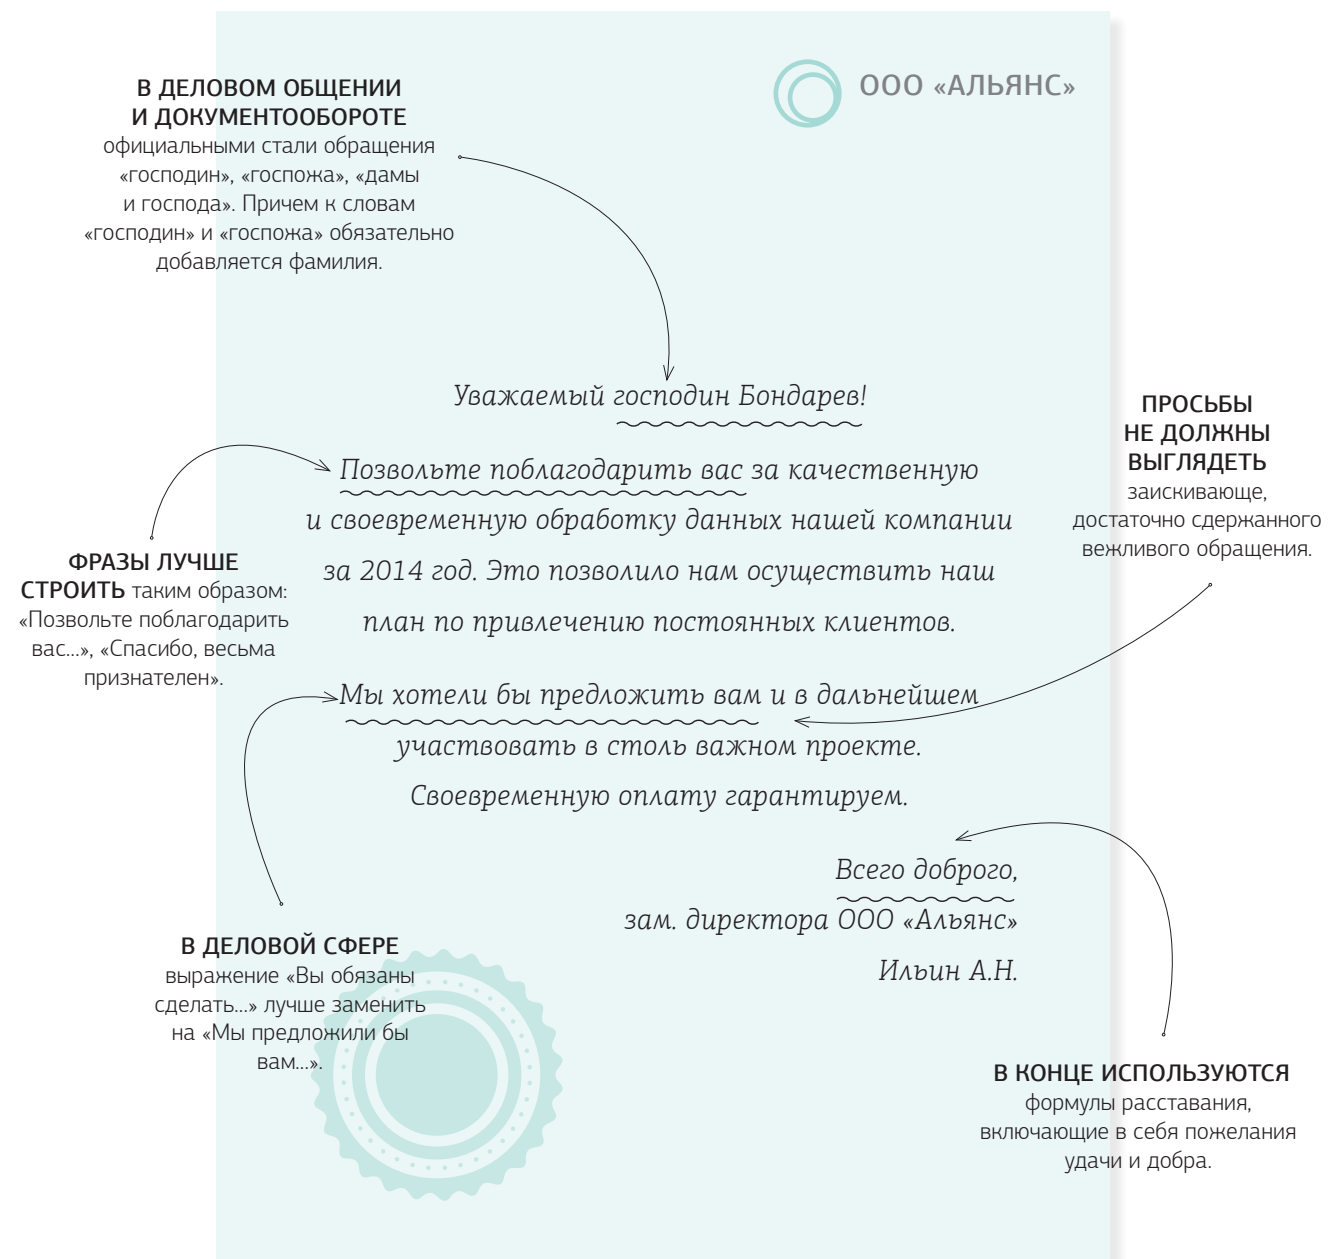 ООО «АЛЬЯНС»
В ДЕЛОВОМ ОБЩЕНИИ
И ДОКУМЕНТООБОРОТЕ
официальными стали обращения
«господин», «госпожа», «дамы
и господа». Причем к словам
«господин» и «госпожа» обязательно
добавляется фамилия.
Уважаемый господин Бондарев!
Позвольте поблагодарить вас за качественную
и своевременную обработку данных нашей компании
за 2014 год. Это позволило нам осуществить наш
план по привлечению постоянных клиентов.
Мы хотели бы предложить вам и в дальнейшем
участвовать в столь важном проекте.
Своевременную оплату гарантируем.
Всего доброго,
зам. директора ООО «Альянс»
Ильин А.Н.
ПРОСЬБЫ
НЕ ДОЛЖНЫ
ВЫГЛЯДЕТЬ
заискивающе,
достаточно сдержанного
вежливого обращения.
ФРАЗЫ ЛУЧШЕ
СТРОИТЬ таким образом:
«Позвольте поблагодарить
вас...», «Спасибо, весьма
признателен».
В ДЕЛОВОЙ СФЕРЕ
выражение «Вы обязаны
сделать...» лучше заменить
на «Мы предложили бы
вам...».
В КОНЦЕ ИСПОЛЬЗУЮТСЯ
формулы расставания,
включающие в себя пожелания
удачи и добра.